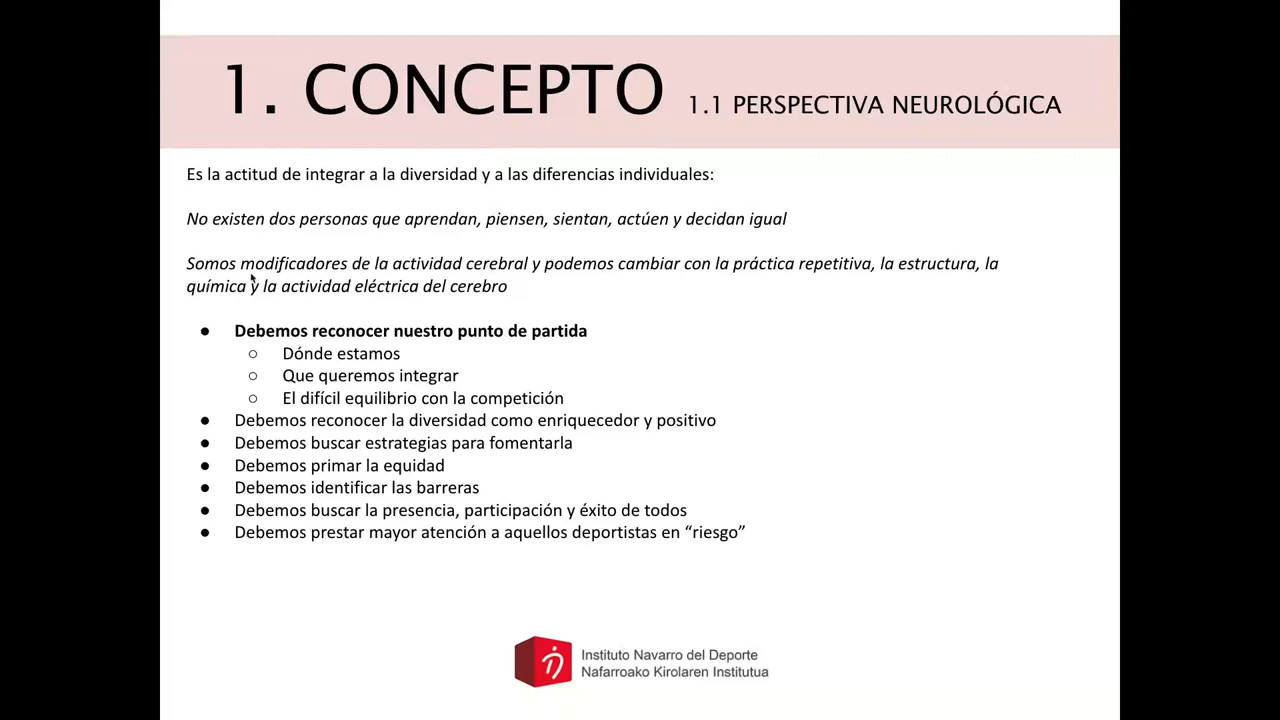 1. CONCEPTO 1.1 PERSPECTIVA NEUROLÓGICA
Es la actitud de integrar a la diversidad y a las diferencias individuales:
No existen dos personas que aprendan, piensen, sientan, actúen y decidan igual
Somos modificadores de la actividad cerebral y podemos cambiar con la práctica repetitiva, la estructura, la
química y la actividad eléctrica del cerebro
● Debemos reconocer nuestro punto de partida
○ Dónde estamos
○ Que queremos integrar
○ El difícil equilibrio con la competición
● Debemos reconocer la diversidad como enriquecedor y positivo
● Debemos buscar estrategias para fomentarla
● Debemos primar la equidad
● Debemos identificar las barreras
● Debemos buscar la presencia, participación y éxito de todos
● Debemos prestar mayor atención a aquellos deportistas en “riesgo”
Instituto Navarro del Deporte
Nafarroako Kirolaren Institutua